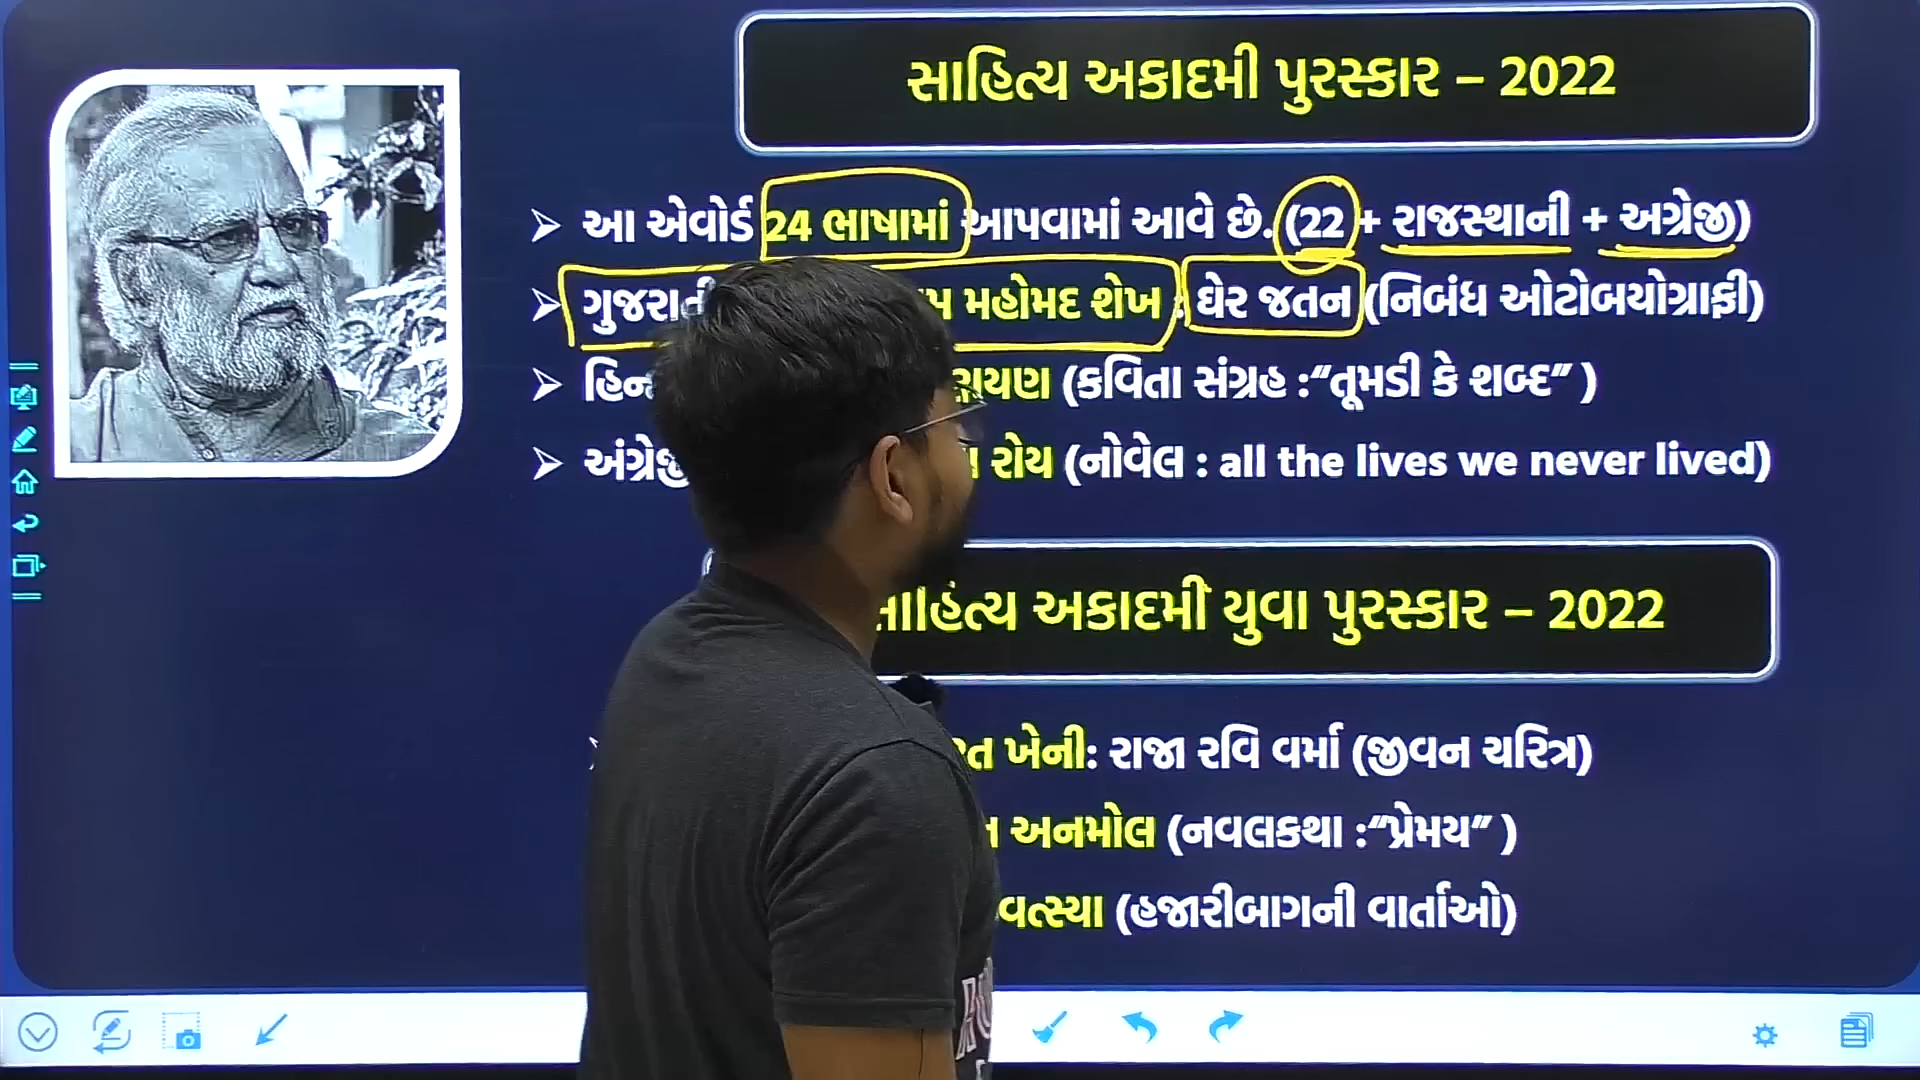 સાહિત્ય અકાદમી પુરસ્કાર – 2022
આ એવોર્ડ 24 ભાષામાં આપવામાં આવે છે. (22 + રાજસ્થાની + અગ્રેજી)
મહોમદ શેખ : ઘેર જતન (નિબંધ ઓટોબયોગ્રાફી)
(કવિતા સંગ્રહ :“તૂમડી કે શબ્દ” )
રોય (નોવેલ : all the lives we never lived)
સાહિત્ય અકાદમી યુવા પુરસ્કાર – 2022
ખેની: રાજા રવિ વર્મા (જીવન ચરિત્ર)
અનમોલ (નવલકથા :“પ્રેમય” )
(હજારીબાગની વાર્તાઓ)